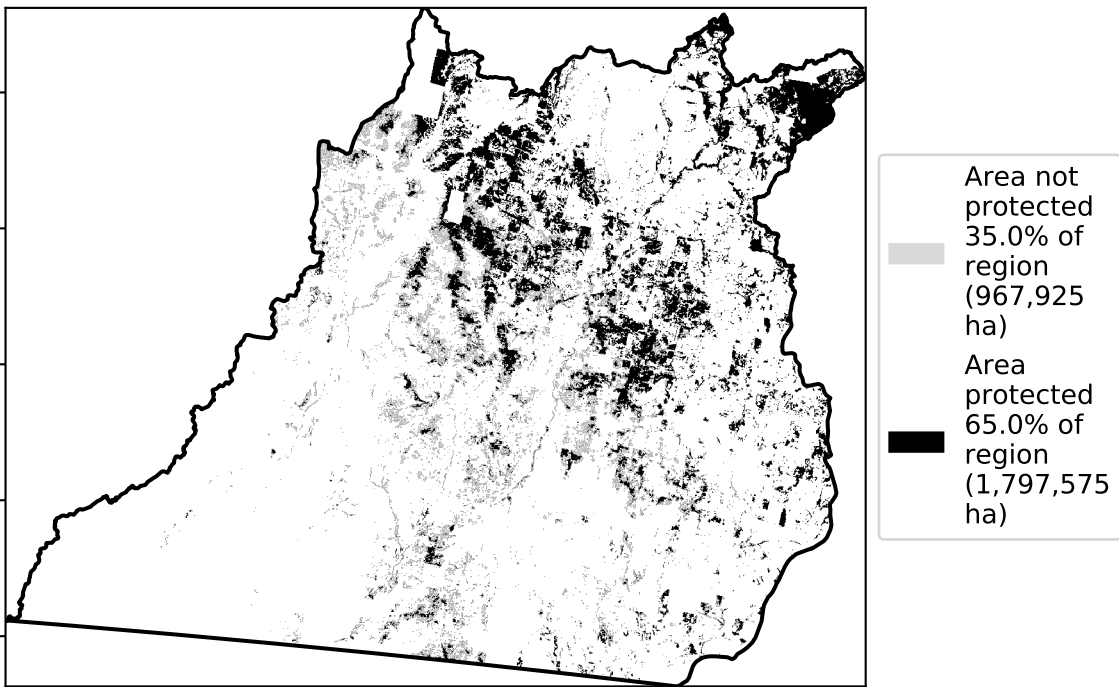 Area not
protected
35.0% of
region
(967,925
ha)
Area
protected
65.0% of
region
(1,797,575
ha)